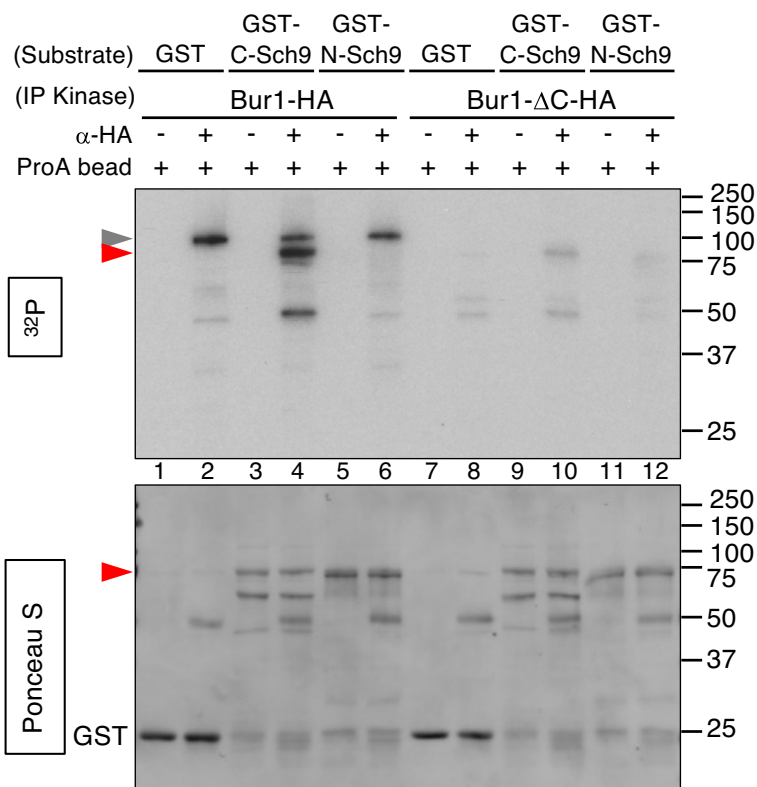 GST- GST- GST- GST-
(Substrate) GST C-Sch9 N-Sch9 GST C-Sch9 N-Sch9
(IP Kinase) Bur1-HA Bur1-ΔC-HA
α-HA - + - + - + - + - + - +
ProA bead + + + + + + + + + + + +
250
150
100
75
32P
50
37
25
1 2 3 4 5 6 7 8 9 10 11 12
250
150
100
75
Ponceau S
50
37
GST
25